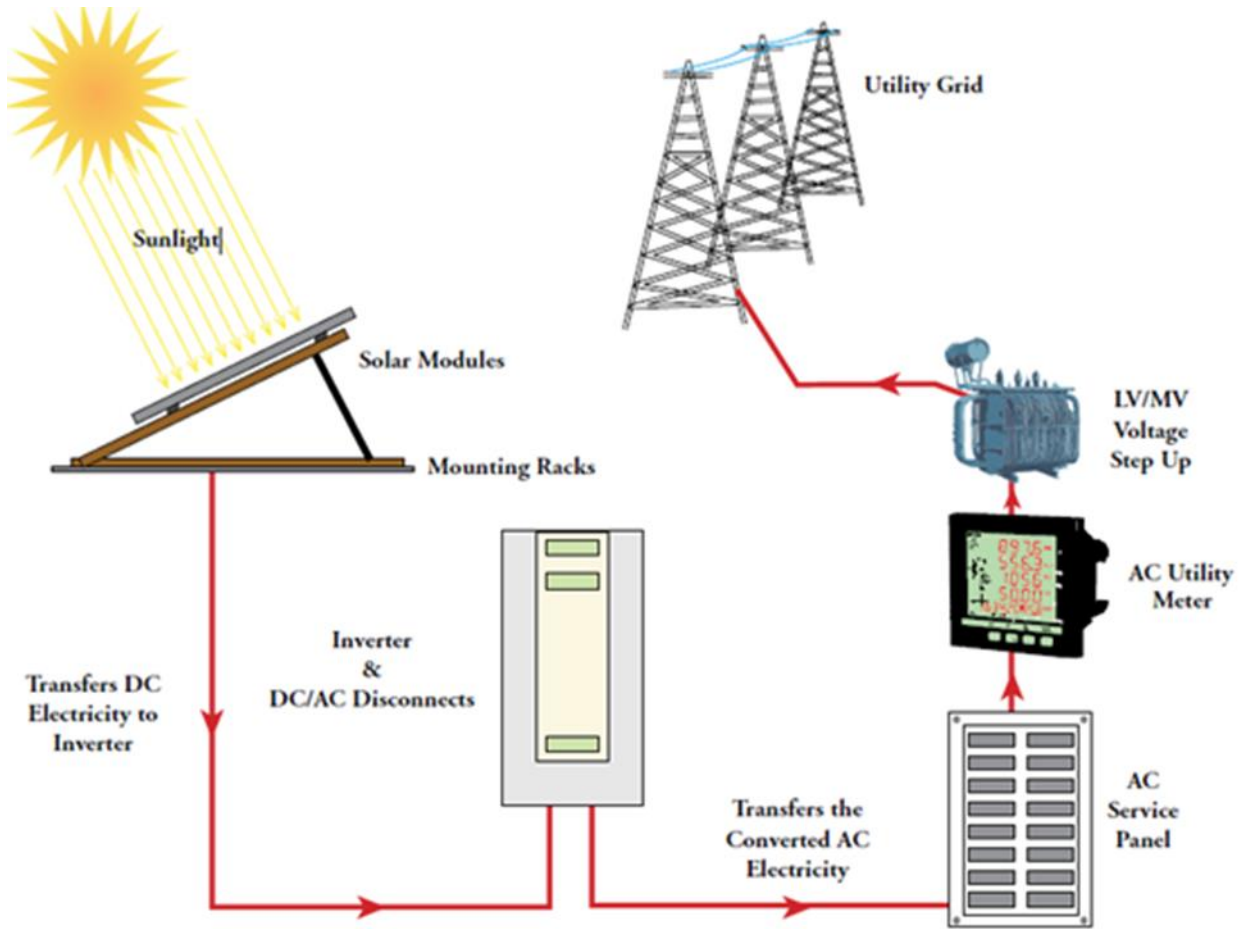 Utility Grid
Sunlight
Solar Modules
LV/MV
Voltage
Step Up
Mounting Racks
AC Utility
Meter
Inverter
&
DC/AC Disconnects
Transfers DC
Electricity to
Inverter
AC
Service
Panel
Transfers the
Converted AC
Electricity